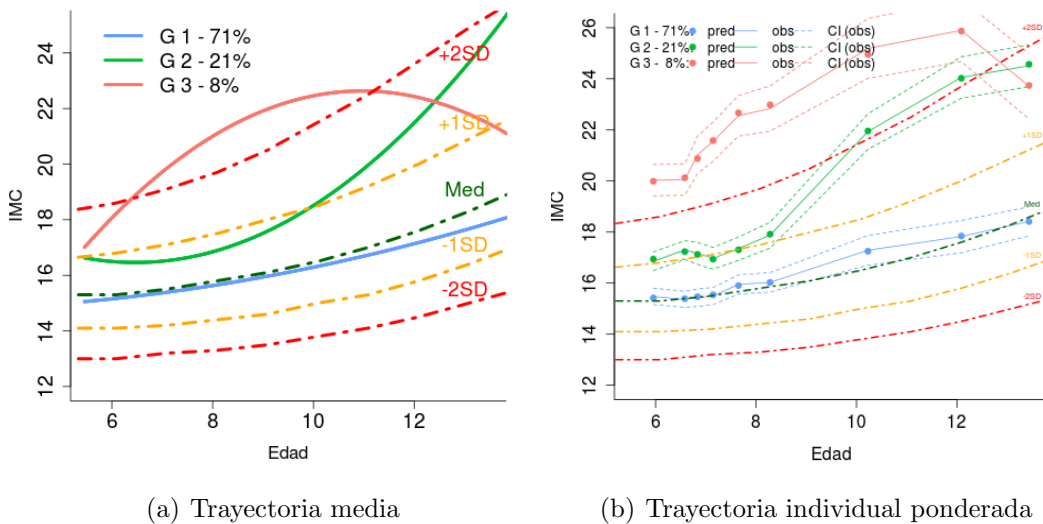 G 1 - 71%
G 2 - 21%
G 3 - 8%
+2SD
+1SD
Med
-1SD
-2SD
IMC
12
14
16
18
20
22
24
6
8
10
12
Edad
(a) Trayectoria media
G 1 - 71%: pred obs CI (obs)
G 2 - 21%: pred obs CI (obs)
G 3 - 8%: pred obs CI (obs)
+2SD
+1SD
Med
-1SD
-2SD
IMC
12
14
16
18
20
22
24
26
6
8
10
12
Edad
(b) Trayectoria individual ponderada